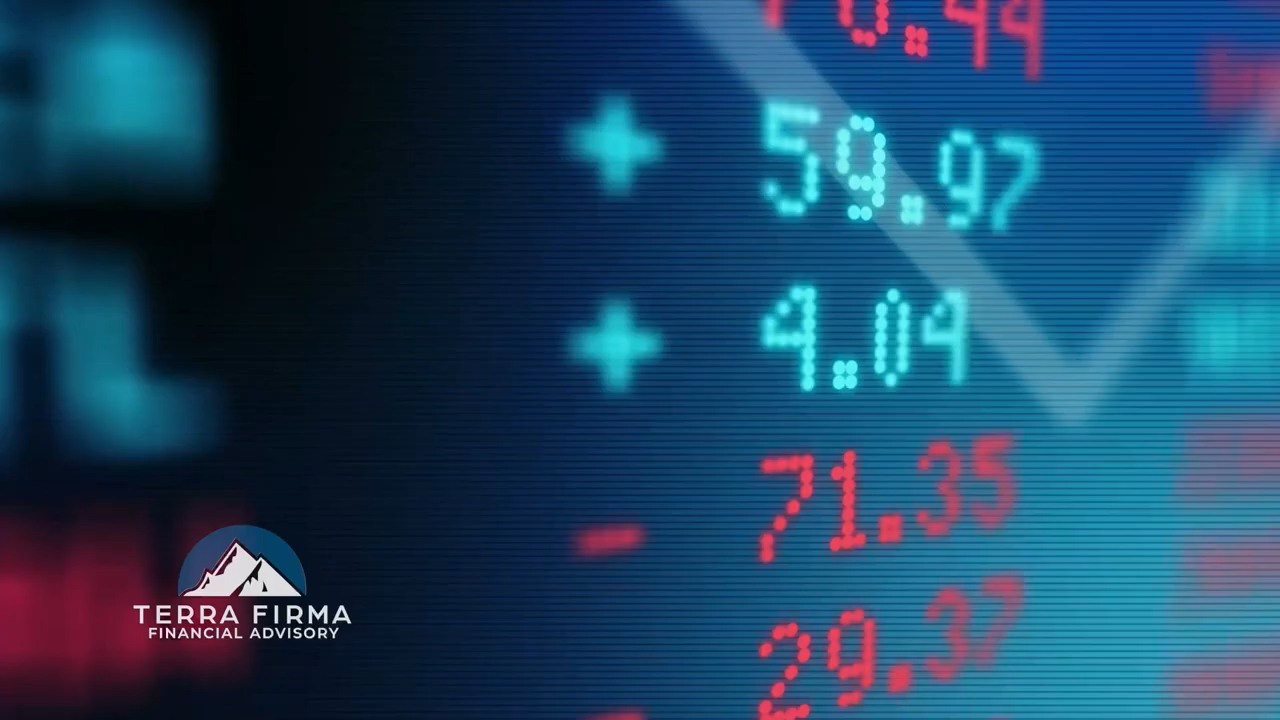 + 59.97
+ 4.04
- 71.35
29.37
TERRA FIRMA
FINANCIAL ADVISORY